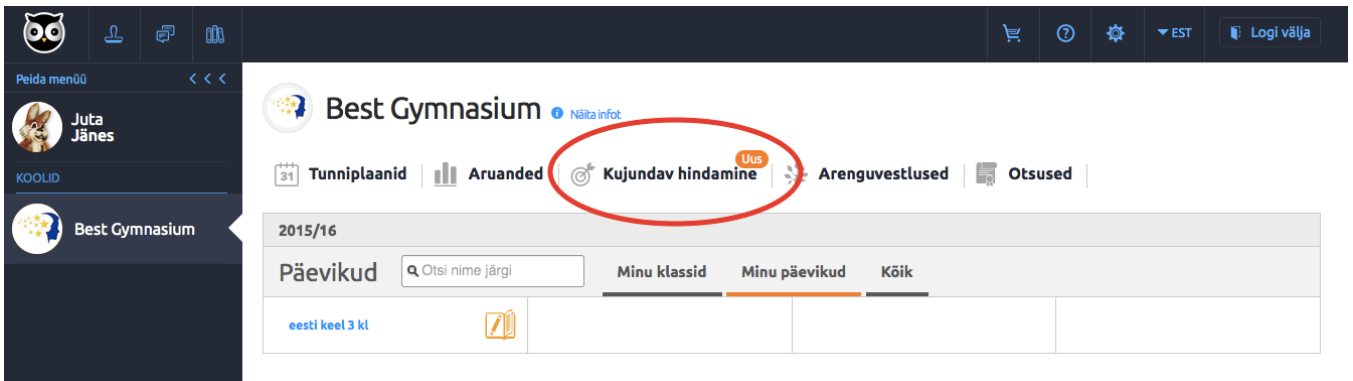 EST
Logi välja
Peida menüü
Juta
Jänes
KOOLID
Best Gymnasium
Best Gymnasium
Näita infot
31 Tunniplaanid
Aruanded
Kujundav hindamine
Uus
Arenguvestlused
Otsused
2015/16
Päevikud
Otsi nime järgi
Minu klassid
Minu päevikud
Kõik
eesti keel 3 kl